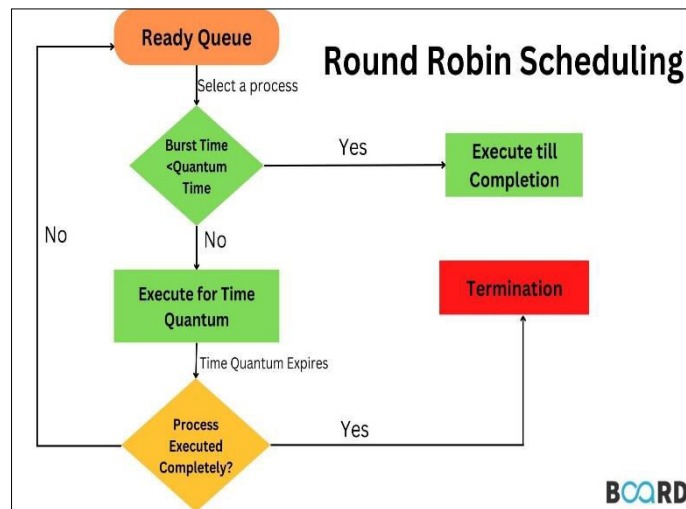 Ready Queue
Round Robin Scheduling
Select a process
Burst Time
<Quantum
Time
Yes
Execute till
Completion
No
No
Execute for Time
Quantum
Termination
Time Quantum Expires
Process
Executed
Completely?
Yes
BOARD